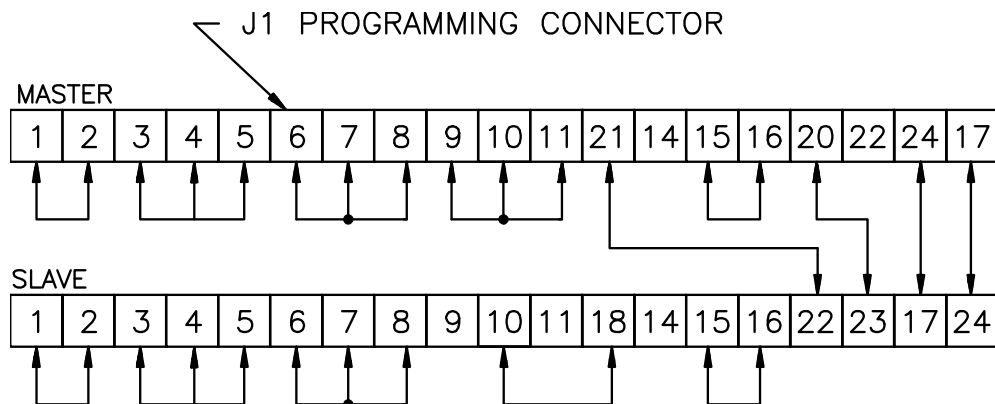 J1 PROGRAMMING CONNECTOR
MASTER
1 2 3 4 5 6 7 8 9 10 11 21 14 15 16 20 22 24 17
SLAVE
1 2 3 4 5 6 7 8 9 10 11 18 14 15 16 22 23 17 24